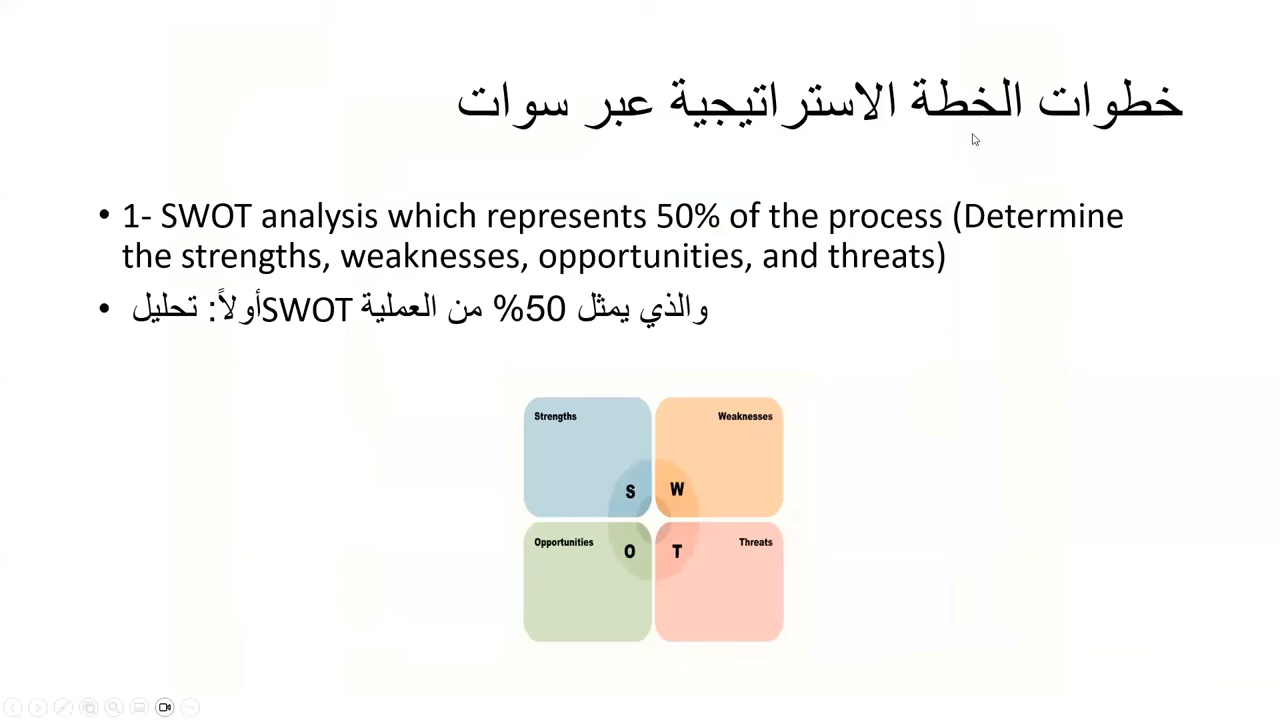 خطوات الخطة الاستراتيجية عبر سوات
• 1- SWOT analysis which represents 50% of the process (Determine
the strengths, weaknesses, opportunities, and threats)
• أولاً: تحليل SWOT والذي يمثل 50% من العملية
Strengths
Weaknesses
S
W
Opportunities
Threats
O
T